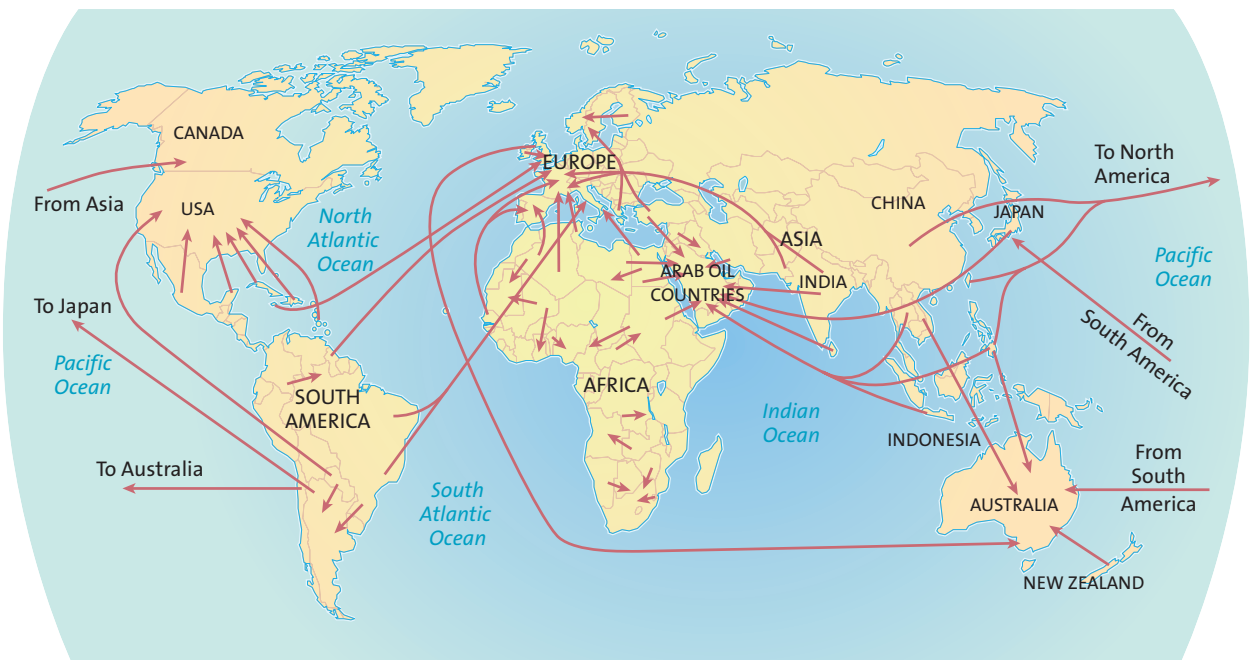 CANADA
From Asia
USA
North
Atlantic
Ocean
To Japan
Pacific
Ocean
SOUTH
AMERICA
To Australia
South
Atlantic
Ocean
EUROPE
ASIA
CHINA
JAPAN
ARAB OIL
COUNTRIES
INDIA
AFRICA
Indian
Ocean
INDONESIA
To North
America
Pacific
Ocean
From
South America
From
South
America
AUSTRALIA
NEW ZEALAND